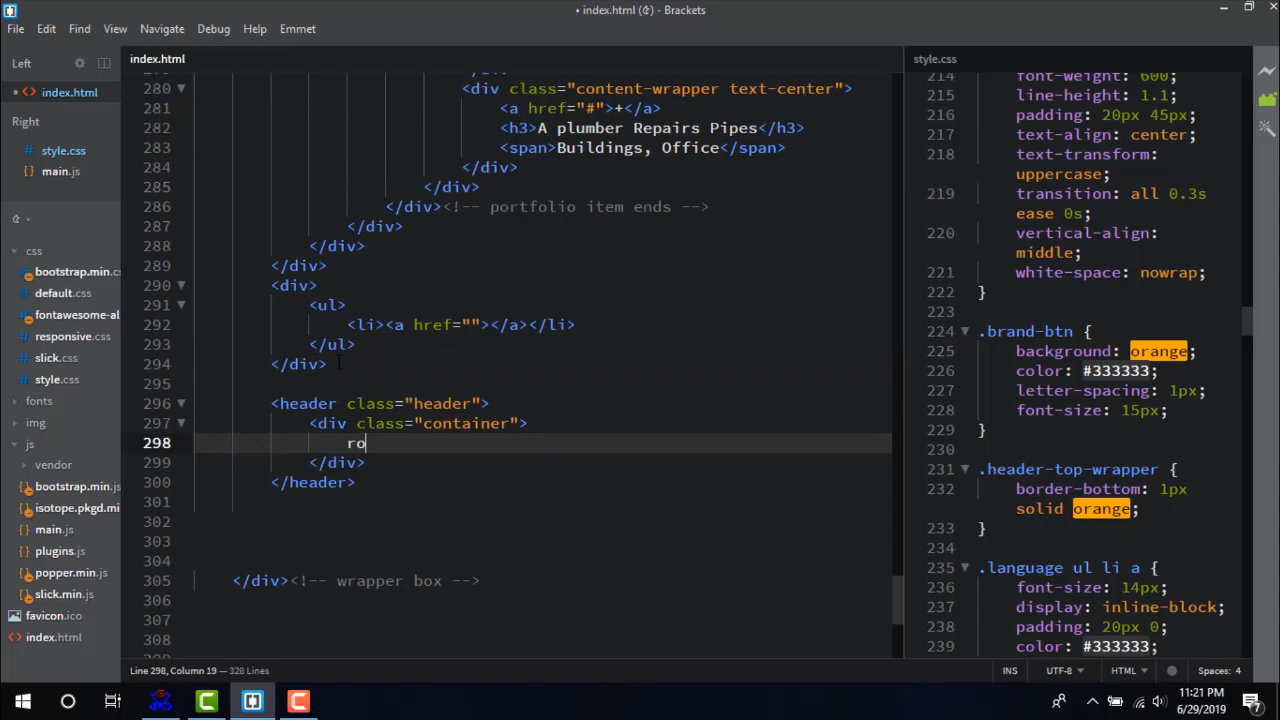 • index.html (⟳) - Brackets
File Edit Find View Navigate Debug Help Emmet
Left
• <> index.html
Right
style.css
main.js
css
bootstrap.min.cs
default.css
fontawesome-al
responsive.css
slick.css
style.css
fonts
img
js
vendor
bootstrap.min.js
isotope.pkgd.mi
main.js
plugins.js
popper.min.js
slick.min.js
favicon.ico
index.html
index.html
280 <div class="content-wrapper text-center">
281 <a href="#">+</a>
282 <h3>A plumber Repairs Pipes</h3>
283 <span>Buildings, Office</span>
284 </div>
285 </div>
286 </div><!-- portfolio item ends -->
287 </div>
288 </div>
289 </div>
290 <div>
291 <ul>
292 <li><a href=""></a></li>
293 </ul>
294 </div>
295
296 <header class="header">
297 <div class="container">
298 ro
299 </div>
300 </header>
301
302
303
304
305 </div><!-- wrapper box -->
306
307
308
style.css
214 font-weight: 600;
215 line-height: 1.1;
216 padding: 20px 45px;
217 text-align: center;
218 text-transform:
uppercase;
219 transition: all 0.3s
ease 0s;
220 vertical-align:
middle;
221 white-space: nowrap;
222 }
223
224 .brand-btn {
225 background: orange;
226 color: #333333;
227 letter-spacing: 1px;
228 font-size: 15px;
229 }
230
231 .header-top-wrapper {
232 border-bottom: 1px
solid orange;
233 }
234
235 .language ul li a {
236 font-size: 14px;
237 display: inline-block;
238 padding: 20px 0;
239 color: #333333;
Line 298, Column 19 — 328 Lines
INS UTF-8 HTML Spaces: 4
11:21 PM
6/29/2019
7